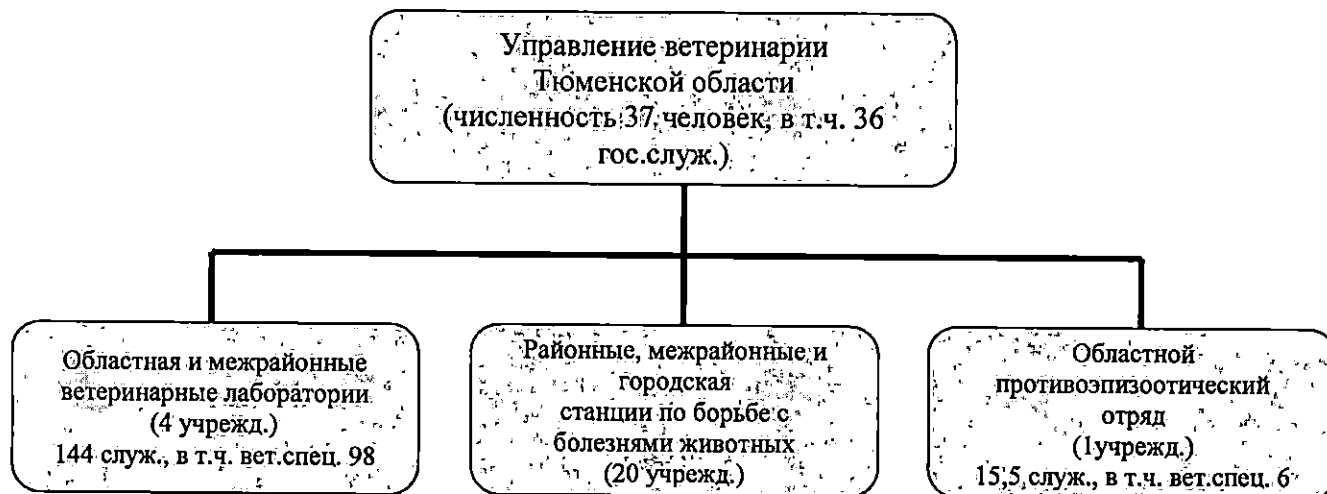 Управление ветеринарии
Тюменской области
(численность 37 человек, в т.ч. 36
гос.служ.)
Областная и межрайонные
ветеринарные лаборатории
(4 учрежд.)
144 служ., в т.ч. вет.спец. 98
Районные, межрайонные и
городская
станции по борьбе с
болезнями животных
(20 учрежд.)
Областной
противоэпизоотический
отряд
(1учрежд.)
15,5 служ., в т.ч. вет.спец. 6